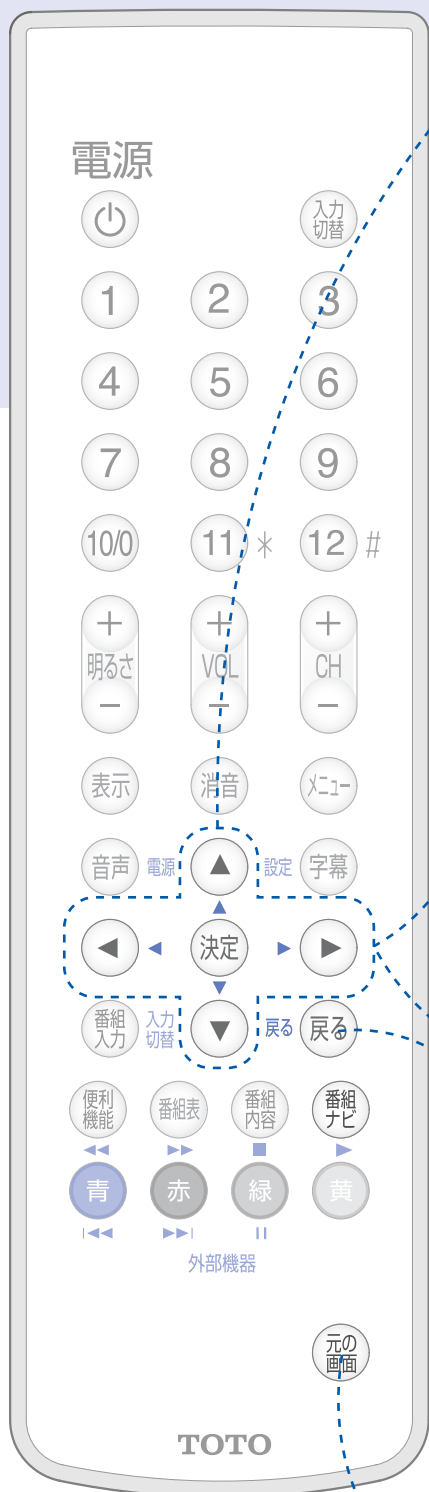 電源
入力
切替
1 2 3
4 5 6
7 8 9
10/0 11 * 12 #
+ + +
明るさ VOL CH
− − −
表示 消音 メニュー
音声 電源 ▲ 設定 字幕
▲
◀ ◀ 決定 ▶ ▶
▼
番組
入力
入力
切替
▼ 戻る 戻る
便利
機能
番組表
番組
内容
番組
ナビ
◀◀ ▶▶ ■ ▶
青 赤 緑 黄
|◀◀ ▶▶| ||
外部機器
元の
画面
TOTO